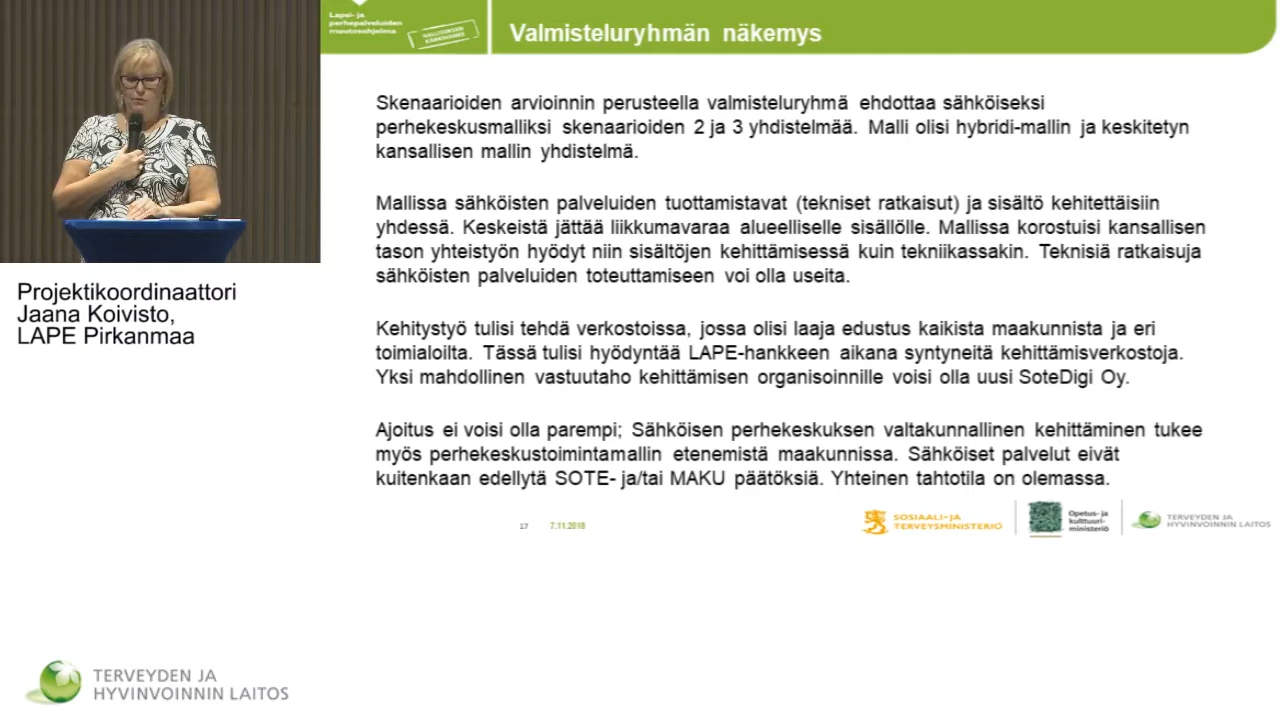 Lapsi- ja
perhepalveluiden
muutosohjelma
HALLITUKSEN
KÄRKIHANKE
Valmisteluryhmän näkemys
Skenaarioiden arvioinnin perusteella valmisteluryhmä ehdottaa sähköiseksi
perhekeskusmalliksi skenaarioiden 2 ja 3 yhdistelmää. Malli olisi hybridi-mallin ja keskitetyn
kansallisen mallin yhdistelmä.
Mallissa sähköisten palveluiden tuottamistavat (tekniset ratkaisut) ja sisältö kehitettäisiin
yhdessä. Keskeistä jättää liikkumavaraa alueelliselle sisällölle. Mallissa korostuisi kansallisen
tason yhteistyön hyödyt niin sisältöjen kehittämisessä kuin tekniikassakin. Teknisiä ratkaisuja
sähköisten palveluiden toteuttamiseen voi olla useita.
Kehitystyö tulisi tehdä verkostoissa, jossa olisi laaja edustus kaikista maakunnista ja eri
toimialoilta. Tässä tulisi hyödyntää LAPE-hankkeen aikana syntyneitä kehittämisverkostoja.
Yksi mahdollinen vastuutaho kehittämisen organisoinnille voisi olla uusi SoteDigi Oy.
Ajoitus ei voisi olla parempi; Sähköisen perhekeskuksen valtakunnallinen kehittäminen tukee
myös perhekeskustoimintamallin etenemistä maakunnissa. Sähköiset palvelut eivät
kuitenkaan edellytä SOTE- ja/tai MAKU päätöksiä. Yhteinen tahtotila on olemassa.
17 7.11.2018
SOSIAALI- JA
TERVEYSMINISTERIÖ
Opetus- ja
kulttuuri-
ministeriö
TERVEYDEN JA
HYVINVOINNIN LAITOS
Projektikoordinaattori
Jaana Koivisto,
LAPE Pirkanmaa
TERVEYDEN JA
HYVINVOINNIN LAITOS